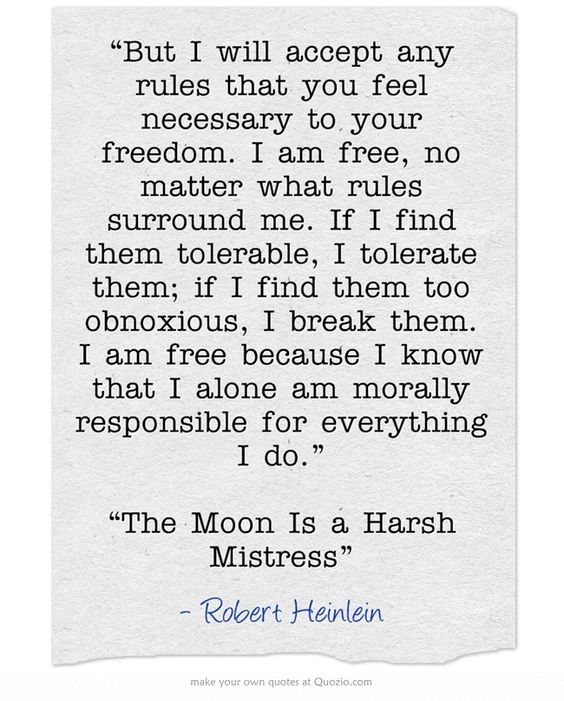 “But I will accept any
rules that you feel
necessary to your
freedom. I am free, no
matter what rules
surround me. If I find
them tolerable, I tolerate
them; if I find them too
obnoxious, I break them.
I am free because I know
that I alone am morally
responsible for everything
I do.”
“The Moon Is a Harsh
Mistress”
- Robert Heinlein
make your own quotes at Quozio.com